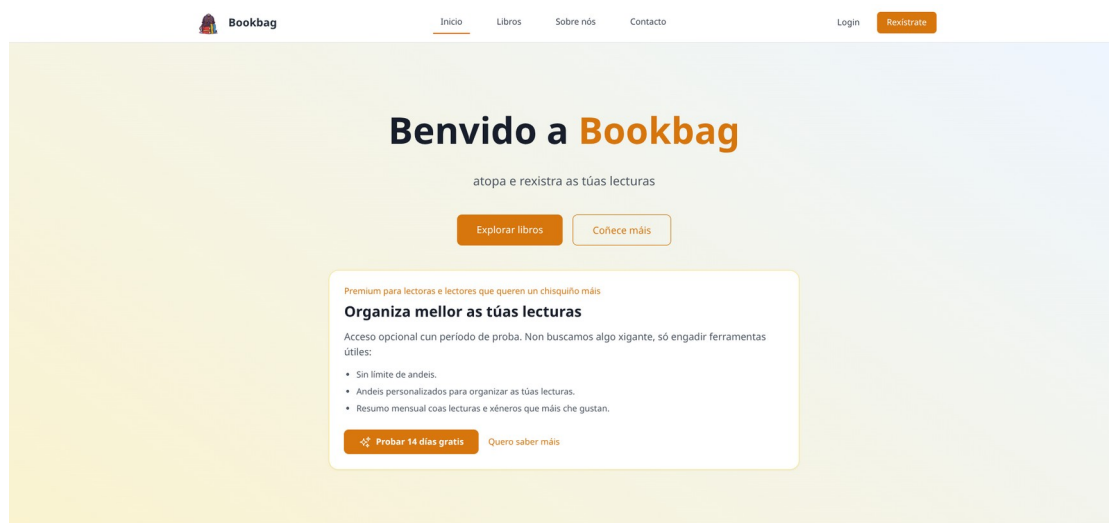 Bookbag
Inicio
Libros
Sobre nós
Contacto
Login
Rexístrate
Benvido a Bookbag
atopa e rexistra as túas lecturas
Explorar libros
Coñece máis
Premium para lectoras e lectores que queren un chisquiño máis
Organiza mellor as túas lecturas
Acceso opcional cun período de proba. Non buscamos algo xigante, só engadir ferramentas
útiles:
• Sin límite de andeis.
• Andeis personalizados para organizar as túas lecturas.
• Resumo mensual coas lecturas e xéneros que máis che gustan.
Probar 14 días gratis
Quero saber máis